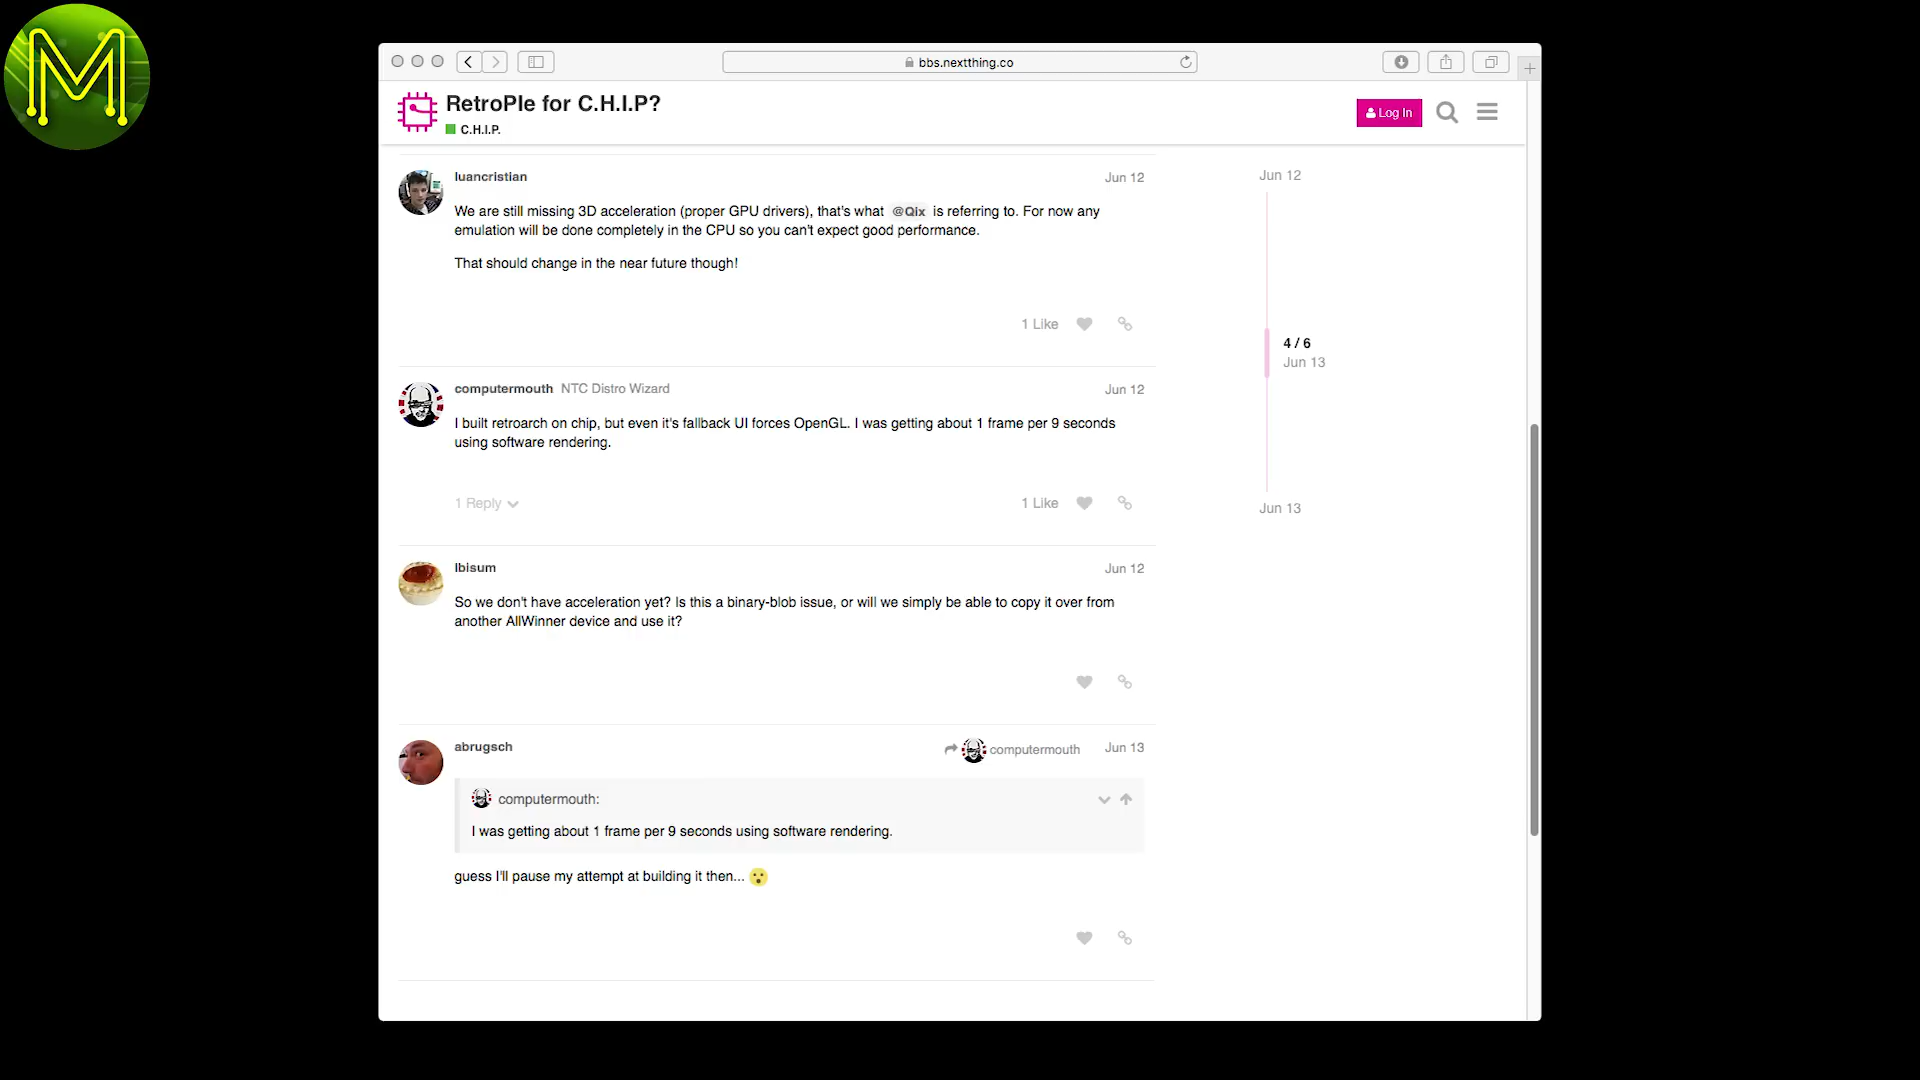 M
bbs.nextthing.co
RetroPIe for C.H.I.P?
C.H.I.P.
Log In
luancristian
Jun 12
We are still missing 3D acceleration (proper GPU drivers), that's what @Qix is referring to. For now any
emulation will be done completely in the CPU so you can't expect good performance.
That should change in the near future though!
1 Like
computermouth NTC Distro Wizard
Jun 12
I built retroarch on chip, but even it's fallback UI forces OpenGL. I was getting about 1 frame per 9 seconds
using software rendering.
1 Reply
1 Like
Ibisum
Jun 12
So we don't have acceleration yet? Is this a binary-blob issue, or will we simply be able to copy it over from
another AllWinner device and use it?
abrugsch
computermouth
Jun 13
computermouth:
I was getting about 1 frame per 9 seconds using software rendering.
guess I'll pause my attempt at building it then...
Jun 12
4 / 6
Jun 13
Jun 13